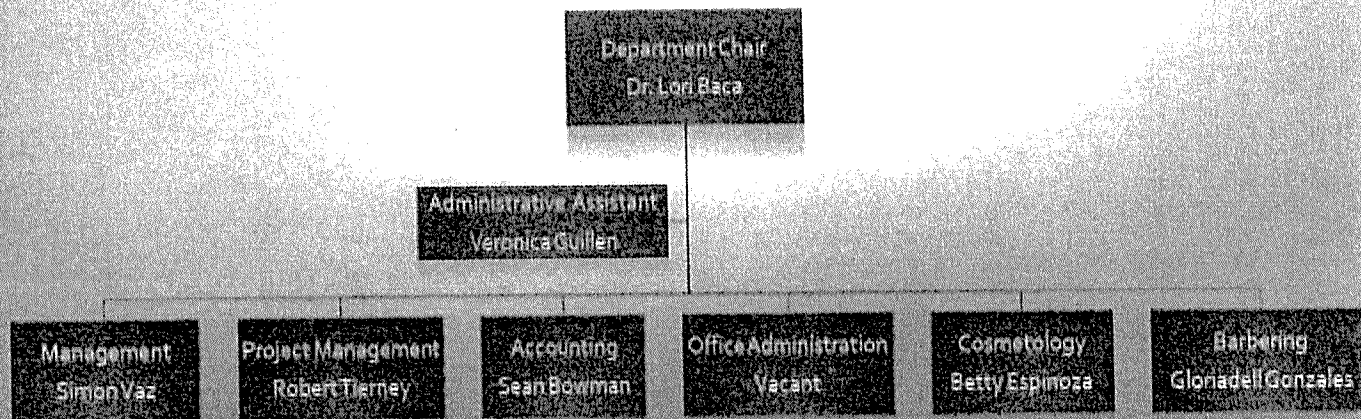 Department Chair
Dr. Lori Baca
Administrative Assistant
Veronica Guillen
Management
Simon Vaz
Project Management
Robert Tierney
Accounting
Sean Bowman
Office Administration
Vacant
Cosmetology
Betty Espinoza
Barbering
Gloriadell Gonzales